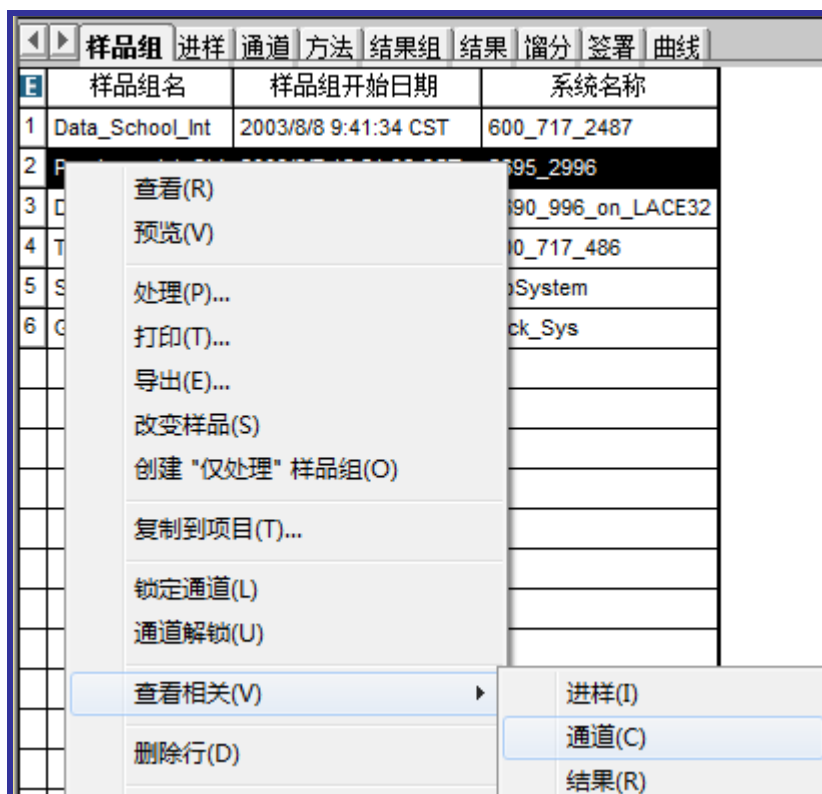 样品组 进样 通道 方法 结果组 结果 馏分 签署 曲线
E 样品组名 样品组开始日期 系统名称
1 Data_School_Int 2003/8/8 9:41:34 CST 600_717_2487
2 2996
3 D 90_996_on_LACE32
4 T 0_717_486
5 S System
6 G ck_Sys
查看(R)
预览(V)
处理(P)...
打印(T)...
导出(E)...
改变样品(S)
创建 "仅处理" 样品组(O)
复制到项目(T)...
锁定通道(L)
通道解锁(U)
查看相关(V)
删除行(D)
进样(I)
通道(C)
结果(R)